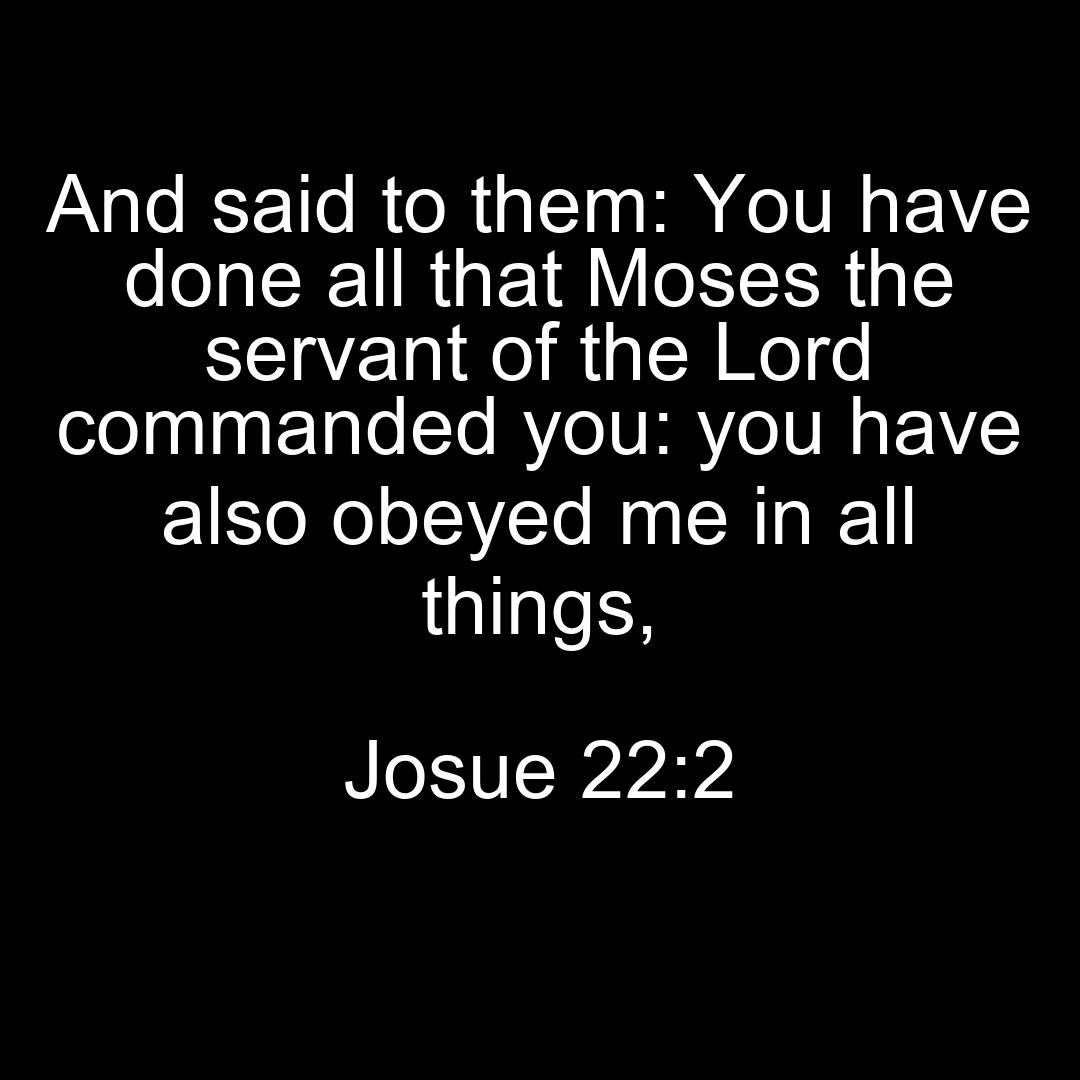 And said to them: You have
done all that Moses the
servant of the Lord
commanded you: you have
also obeyed me in all
things,
Josue 22:2